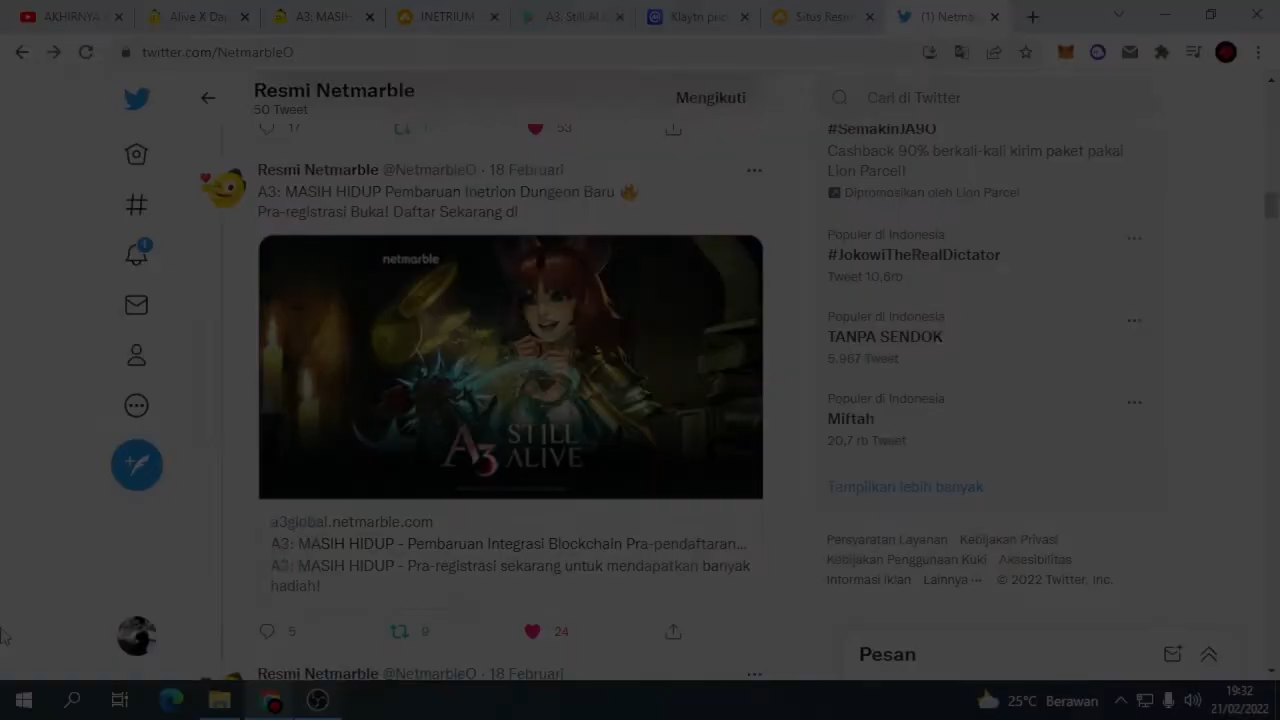 AKHIRNYA
Alive X Da
A3: MASIH
INETRIUM
A3: Still Al
Klaytn pric
Situs Resm
(1) Netma
twitter.com/NetmarbleO
Resmi Netmarble
50 Tweet
Mengikuti
Cari di Twitter
17
53
#SemakinJA9O
Cashback 90% berkali-kali kirim paket pakai
Lion Parcel!
Dipromosikan oleh Lion Parcel
Resmi Netmarble @NetmarbleO · 18 Februari
A3: MASIH HIDUP Pembaruan Inetrion Dungeon Baru 🔥
Pra-registrasi Buka! Daftar Sekarang di
netmarble
A3 STILL
ALIVE
a3global.netmarble.com
A3: MASIH HIDUP - Pembaruan Integrasi Blockchain Pra-pendaftaran...
A3: MASIH HIDUP - Pra-registrasi sekarang untuk mendapatkan banyak
hadiah!
5
9
24
Resmi Netmarble @NetmarbleO · 18 Februari
Populer di Indonesia
#JokowiTheRealDictator
Tweet 10.6rb
Populer di Indonesia
TANPA SENDOK
5.967 Tweet
Populer di Indonesia
Miftah
20,7 rb Tweet
Tampilkan lebih banyak
Persyaratan Layanan Kebijakan Privasi
Kebijakan Penggunaan Kuki Aksesibilitas
Informasi Iklan Lainnya ··· © 2022 Twitter, Inc.
Pesan
1
25°C Berawan
19:32
21/02/2022